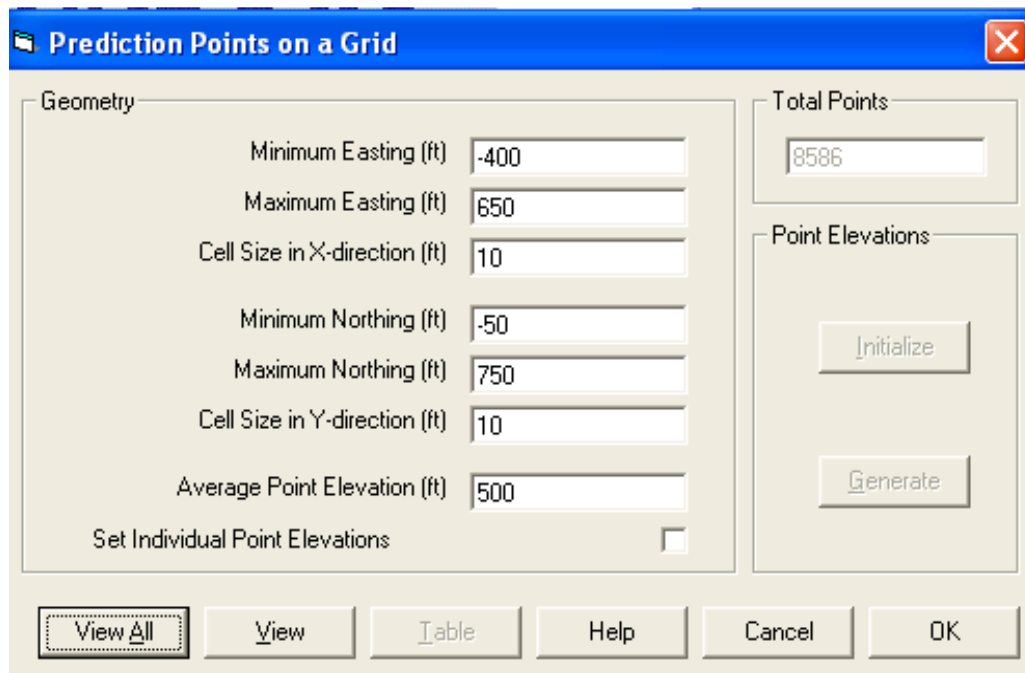 Prediction Points on a Grid
Geometry
Minimum Easting (ft) -400
Maximum Easting (ft) 650
Cell Size in X-direction (ft) 10
Minimum Northing (ft) -50
Maximum Northing (ft) 750
Cell Size in Y-direction (ft) 10
Average Point Elevation (ft) 500
Set Individual Point Elevations
Total Points
8586
Point Elevations
Initialize
Generate
View All View Table Help Cancel OK